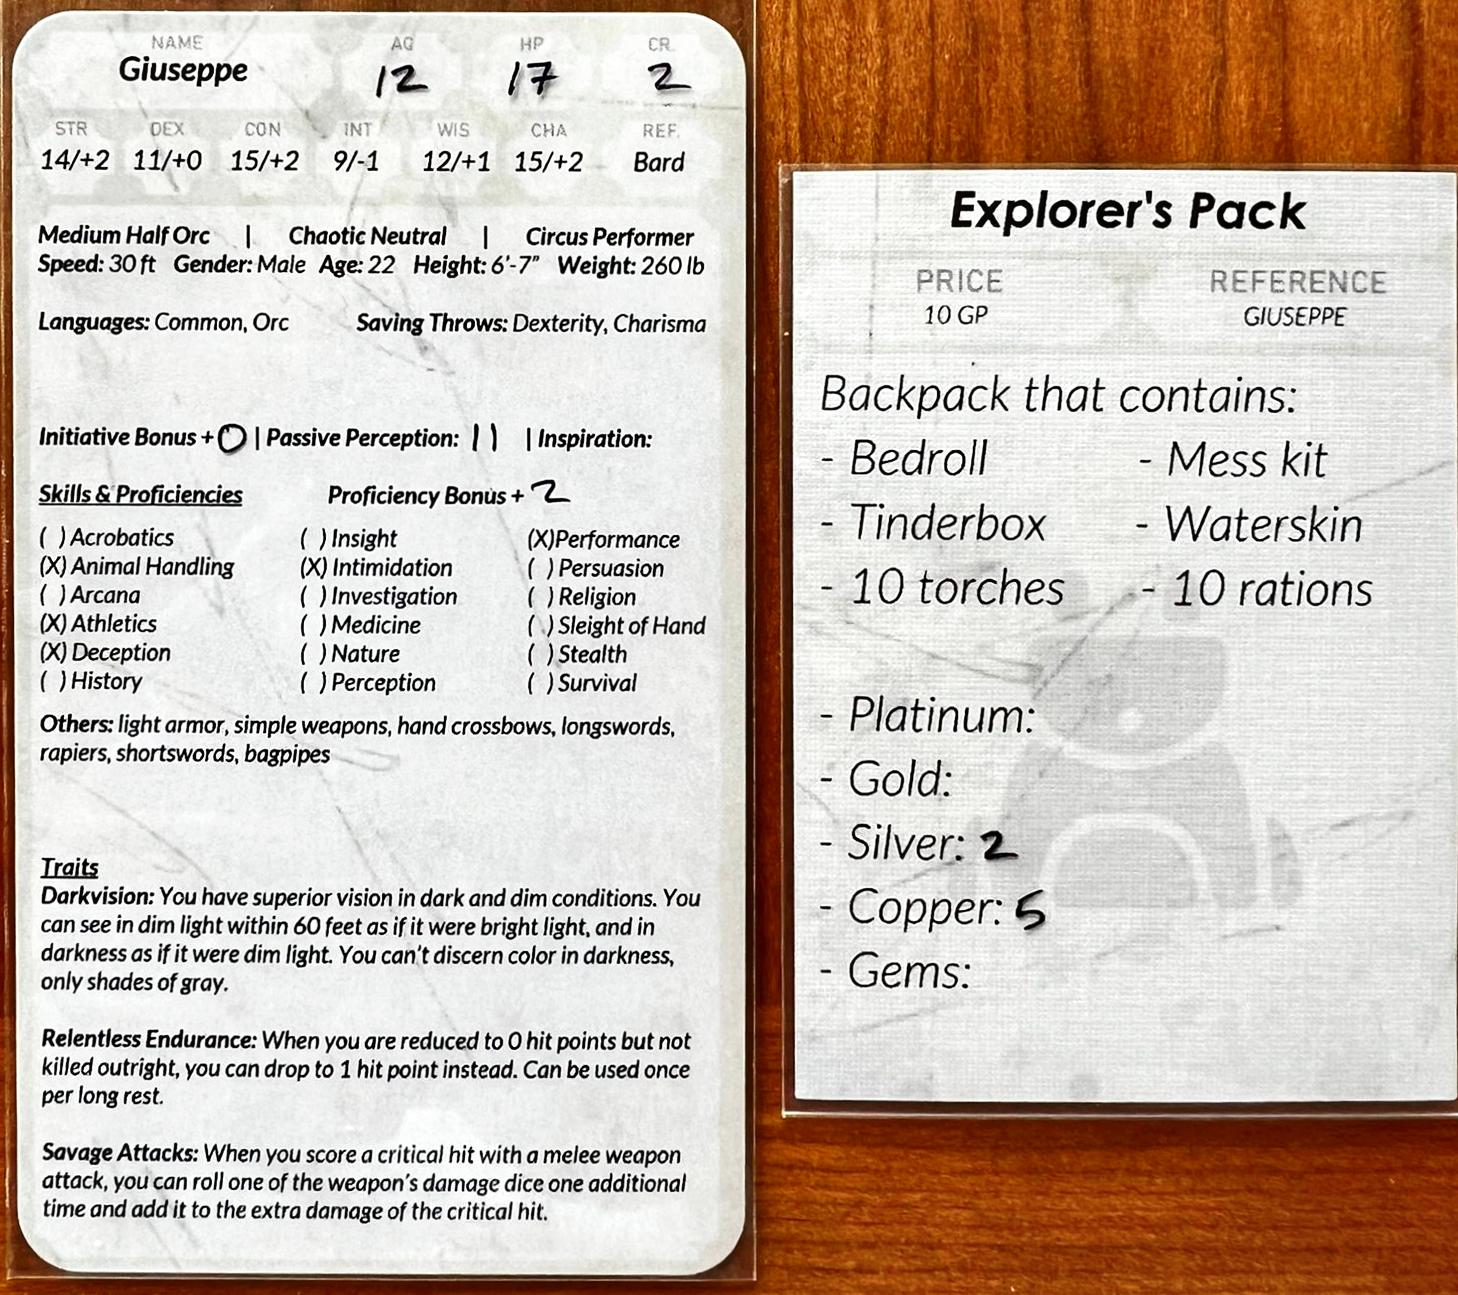 NAME AC HP CR.
Giuseppe 12 17 2
STR DEX CON INT WIS CHA REF.
14/+2 11/+0 15/+2 9/-1 12/+1 15/+2 Bard
Medium Half Orc | Chaotic Neutral | Circus Performer
Speed: 30 ft Gender: Male Age: 22 Height: 6'-7" Weight: 260 lb
Languages: Common, Orc Saving Throws: Dexterity, Charisma
Initiative Bonus + 0 | Passive Perception: 11 | Inspiration:
Skills & Proficiencies Proficiency Bonus + 2
( ) Acrobatics ( ) Insight (X)Performance
(X) Animal Handling (X) Intimidation ( ) Persuasion
( ) Arcana ( ) Investigation ( ) Religion
(X) Athletics ( ) Medicine ( ) Sleight of Hand
(X) Deception ( ) Nature ( ) Stealth
( ) History ( ) Perception ( ) Survival
Others: light armor, simple weapons, hand crossbows, longswords,
rapiers, shortswords, bagpipes
Traits
Darkvision: You have superior vision in dark and dim conditions. You
can see in dim light within 60 feet as if it were bright light, and in
darkness as if it were dim light. You can't discern color in darkness,
only shades of gray.
Relentless Endurance: When you are reduced to 0 hit points but not
killed outright, you can drop to 1 hit point instead. Can be used once
per long rest.
Savage Attacks: When you score a critical hit with a melee weapon
attack, you can roll one of the weapon's damage dice one additional
time and add it to the extra damage of the critical hit.
Explorer's Pack
PRICE REFERENCE
10 GP GIUSEPPE
Backpack that contains:
- Bedroll - Mess kit
- Tinderbox - Waterskin
- 10 torches - 10 rations
- Platinum:
- Gold:
- Silver: 2
- Copper: 5
- Gems: